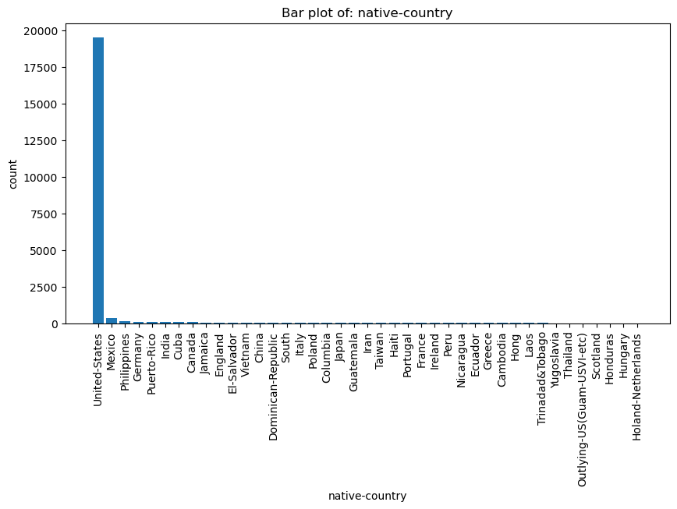 Bar plot of: native-country
20000
17500
15000
12500
10000
7500
5000
2500
0
count
United-States
Mexico
Philippines
Germany
Puerto-Rico
India
Cuba
Canada
Jamaica
England
El-Salvador
Vietnam
China
Dominican-Republic
South
Italy
Poland
Columbia
Japan
Guatemala
Iran
Taiwan
Haiti
Portugal
France
Ireland
Peru
Nicaragua
Ecuador
Greece
Cambodia
Hong
Laos
Trinadad&Tobago
Yugoslavia
Thailand
Outlying-US(Guam-USVI-etc)
Scotland
Honduras
Hungary
Holand-Netherlands
native-country